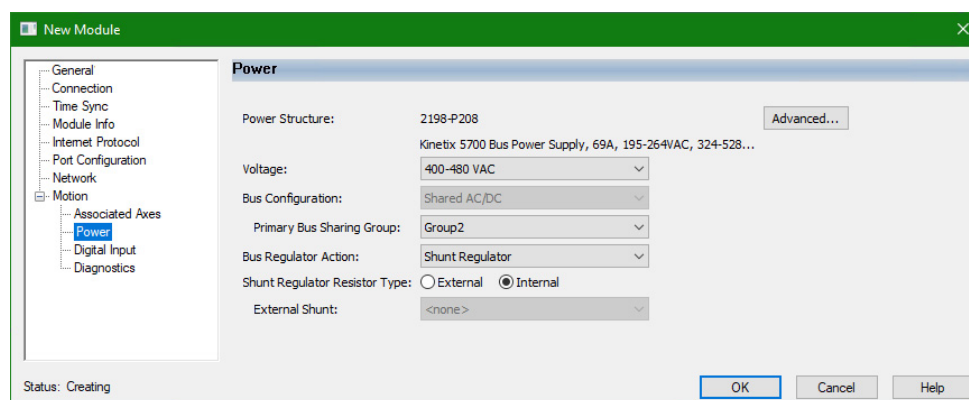 New Module
General
Connection
Time Sync
Module Info
Internet Protocol
Port Configuration
Network
Motion
Associated Axes
Power
Digital Input
Diagnostics
Power
Power Structure: 2198-P208 Advanced...
Kinetix 5700 Bus Power Supply, 69A, 195-264VAC, 324-528...
Voltage: 400-480 VAC
Bus Configuration: Shared AC/DC
Primary Bus Sharing Group: Group2
Bus Regulator Action: Shunt Regulator
Shunt Regulator Resistor Type: External Internal
External Shunt: <none>
Status: Creating OK Cancel Help